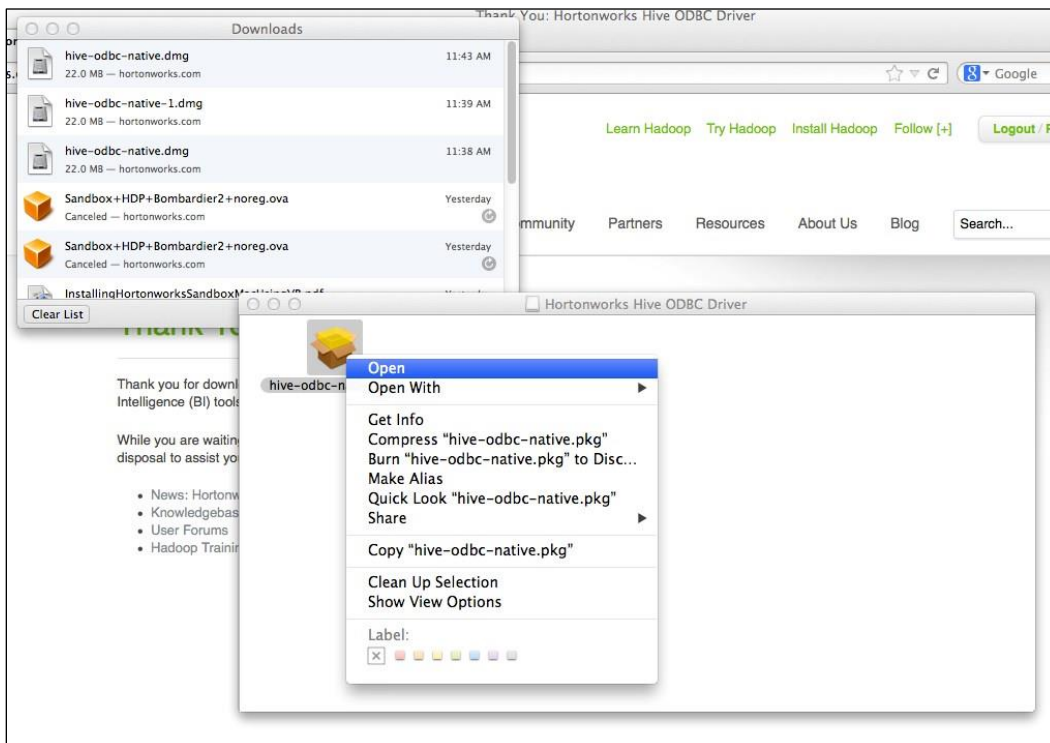 Thank You: Hortonworks Hive ODBC Driver
Downloads
hive-odbc-native.dmg
11:43 AM
22.0 MB — hortonworks.com
hive-odbc-native-1.dmg
11:39 AM
22.0 MB — hortonworks.com
hive-odbc-native.dmg
11:38 AM
22.0 MB — hortonworks.com
Sandbox+HDP+Bombardier2+noreg.ova
Yesterday
Canceled — hortonworks.com
Sandbox+HDP+Bombardier2+noreg.ova
Yesterday
Canceled — hortonworks.com
Clear List
Google
Learn Hadoop Try Hadoop Install Hadoop Follow [+] Logout /
mmunity Partners Resources About Us Blog Search...
Thank you for downl
Intelligence (BI) tools
While you are waiting
disposal to assist yo
• News: Hortonw
• Knowledgebas
• User Forums
• Hadoop Trainin
Hortonworks Hive ODBC Driver
hive-odbc-n
Open
Open With
Get Info
Compress “hive-odbc-native.pkg”
Burn “hive-odbc-native.pkg” to Disc...
Make Alias
Quick Look “hive-odbc-native.pkg”
Share
Copy “hive-odbc-native.pkg”
Clean Up Selection
Show View Options
Label: